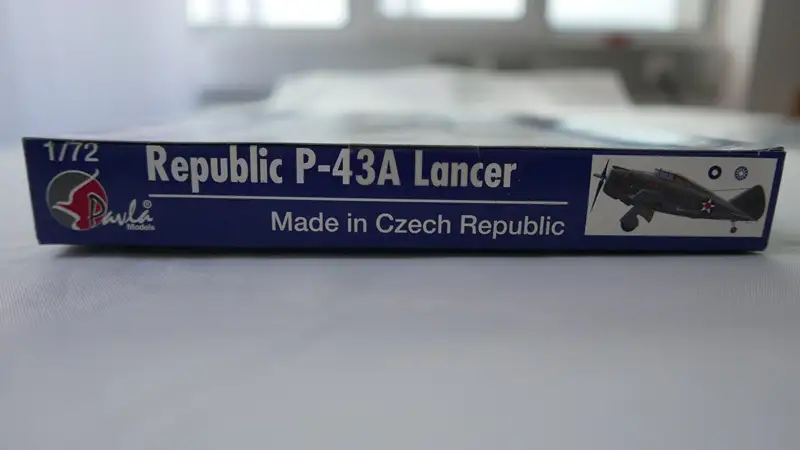 1/72
Republic P-43A Lancer
Pavla®
Models
Made in Czech Republic